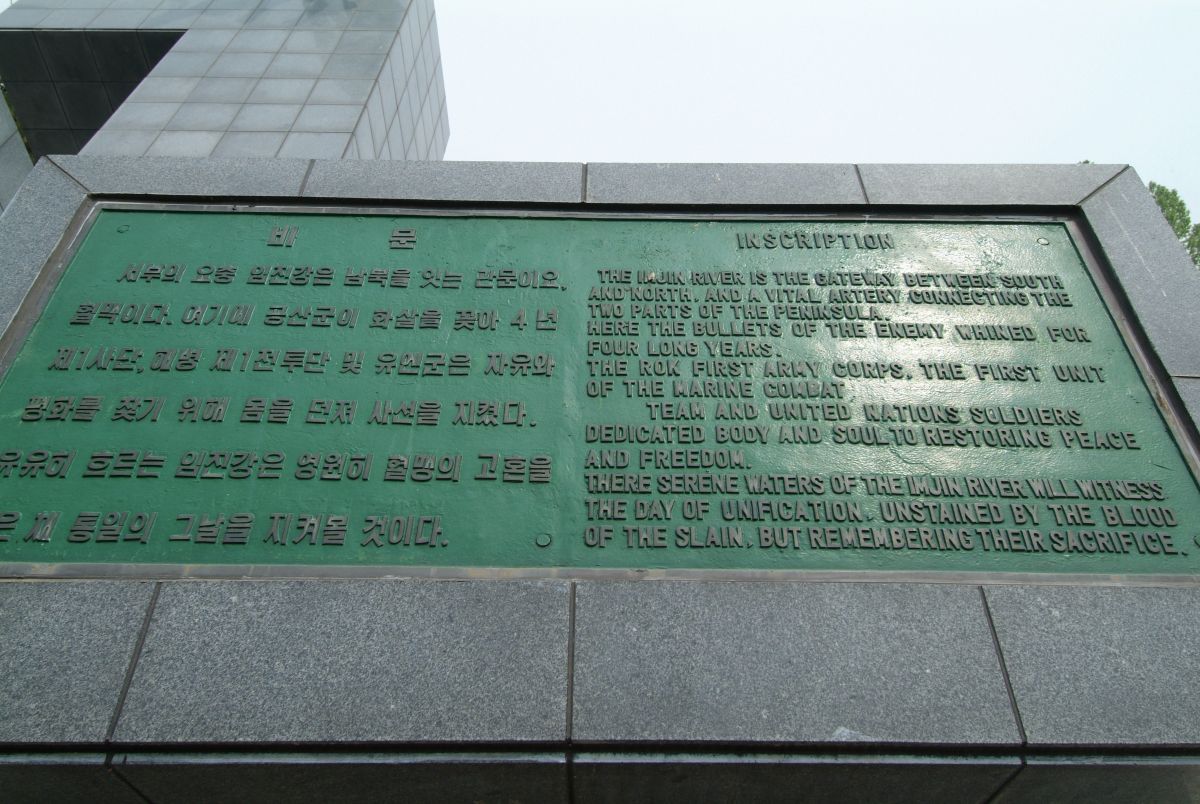 비 문
서부의 요충 임진강은 남북을 잇는 관문이요,
혈맥이다. 여기에 공산군이 화살을 꽂아 4년
제1사단, 해병 제1전투단 및 유엔군은 자유와
평화를 찾기 위해 몸을 던져 사선을 지켰다.
유유히 흐르는 임진강은 영원히 혈맹의 고혼을
은 채 통일의 그날을 지켜볼 것이다.
INSCRIPTION
THE IMJIN RIVER IS THE GATEWAY BETWEEN SOUTH
AND NORTH, AND A VITAL ARTERY CONNECTING THE
TWO PARTS OF THE PENINSULA.
HERE THE BULLETS OF THE ENEMY WHINED FOR
FOUR LONG YEARS.
THE ROK FIRST ARMY CORPS, THE FIRST UNIT
OF THE MARINE COMBAT
TEAM AND UNITED NATIONS SOLDIERS
DEDICATED BODY AND SOUL TO RESTORING PEACE
AND FREEDOM.
THERE SERENE WATERS OF THE IMJIN RIVER WILL WITNESS
THE DAY OF UNIFICATION, UNSTAINED BY THE BLOOD
OF THE SLAIN, BUT REMEMBERING THEIR SACRIFICE.